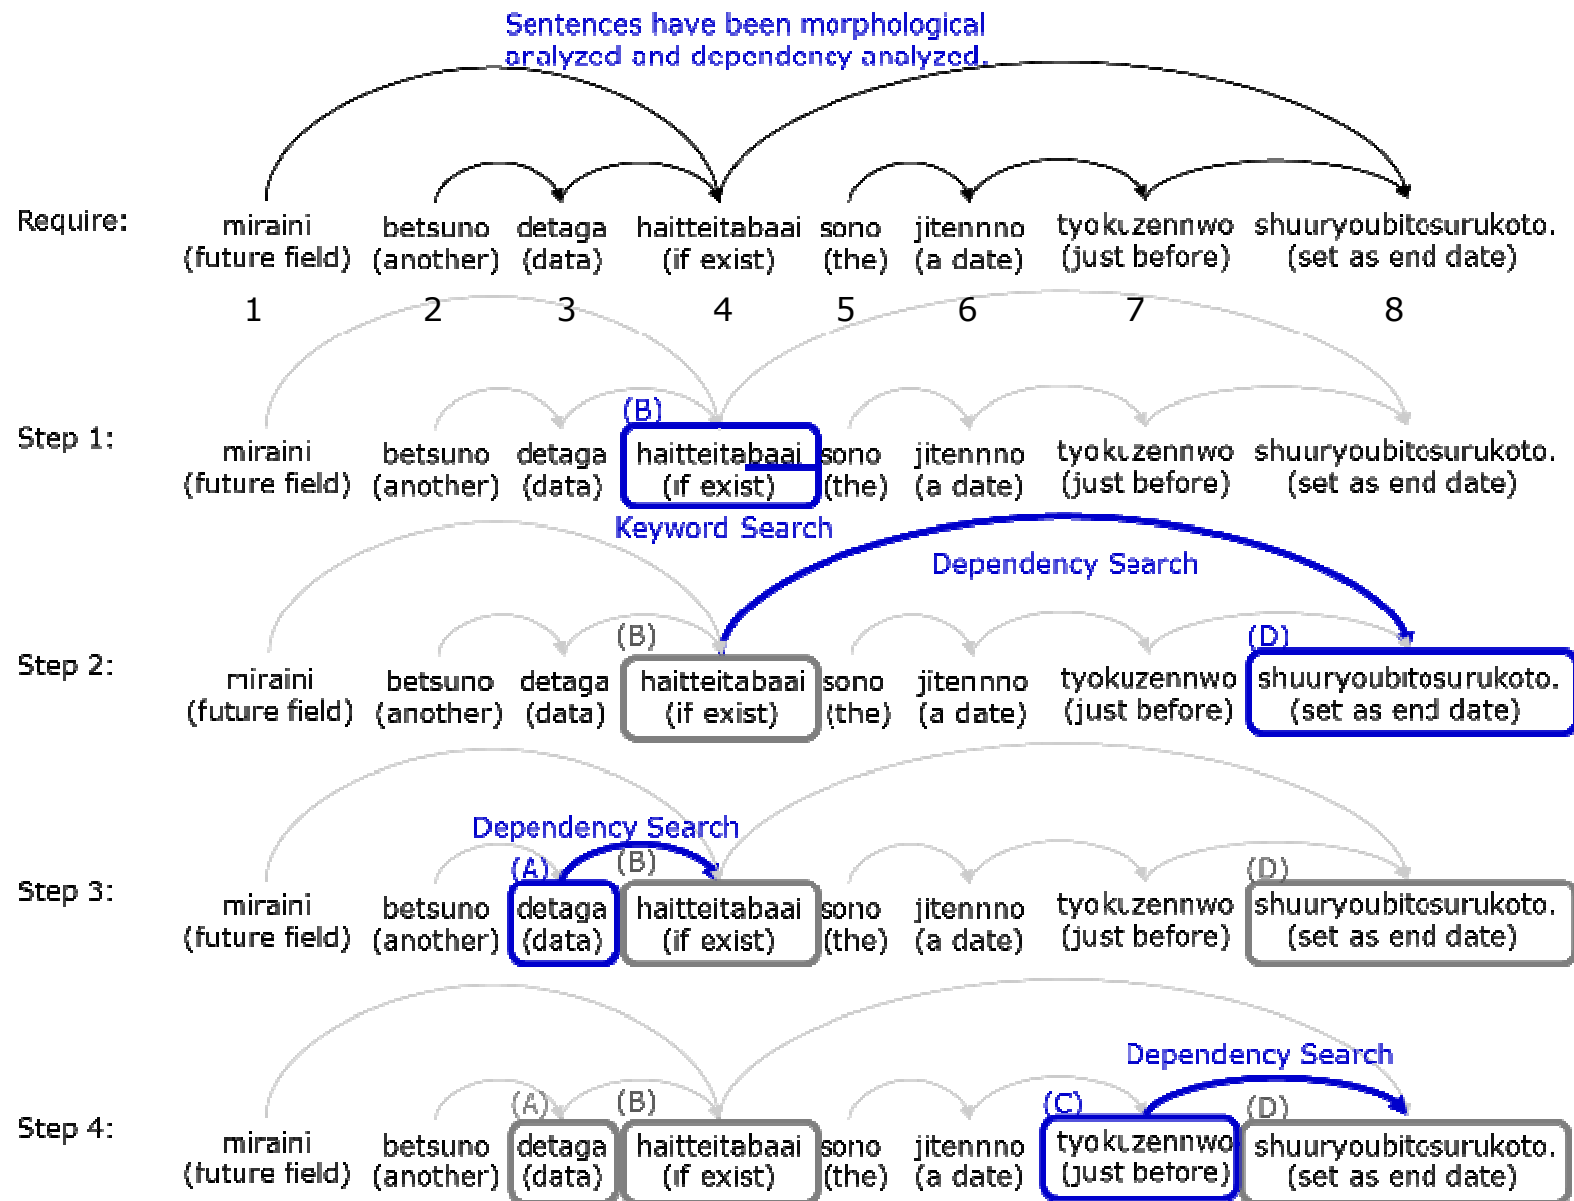 Sentences have been morphological
analyzed and dependency analyzed.
Require:
miraini betsuno detaga haitteitabaai sono jitennno tyokuzennwo shuuryoubitosurukoto.
(future field) (another) (data) (if exist) (the) (a date) (just before) (set as end date)
1 2 3 4 5 6 7 8
Step 1:
(B)
miraini betsuno detaga haitteitabaai sono jitennno tyokuzennwo shuuryoubitosurukoto.
(future field) (another) (data) (if exist) (the) (a date) (just before) (set as end date)
Keyword Search
Dependency Search
Step 2:
(B) (D)
miraini betsuno detaga haitteitabaai sono jitennno tyokuzennwo shuuryoubitosurukoto.
(future field) (another) (data) (if exist) (the) (a date) (just before) (set as end date)
Dependency Search
Step 3:
(A) (B) (D)
miraini betsuno detaga haitteitabaai sono jitennno tyokuzennwo shuuryoubitosurukoto.
(future field) (another) (data) (if exist) (the) (a date) (just before) (set as end date)
Dependency Search
Step 4:
(A) (B) (C) (D)
miraini betsuno detaga haitteitabaai sono jitennno tyokuzennwo shuuryoubitosurukoto.
(future field) (another) (data) (if exist) (the) (a date) (just before) (set as end date)